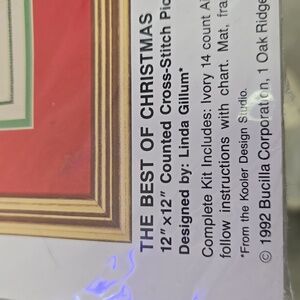 THE BEST OF CHRISTMAS
12" x12" Counted Cross-Stitch Pic
Designed by: Linda Gillum*
Complete Kit Includes: Ivory 14 count
follow instructions with chart. Mat,
*From the Kooler Design Studio.
© 1992 Bucilla Corporation, 1 Oak Ridge